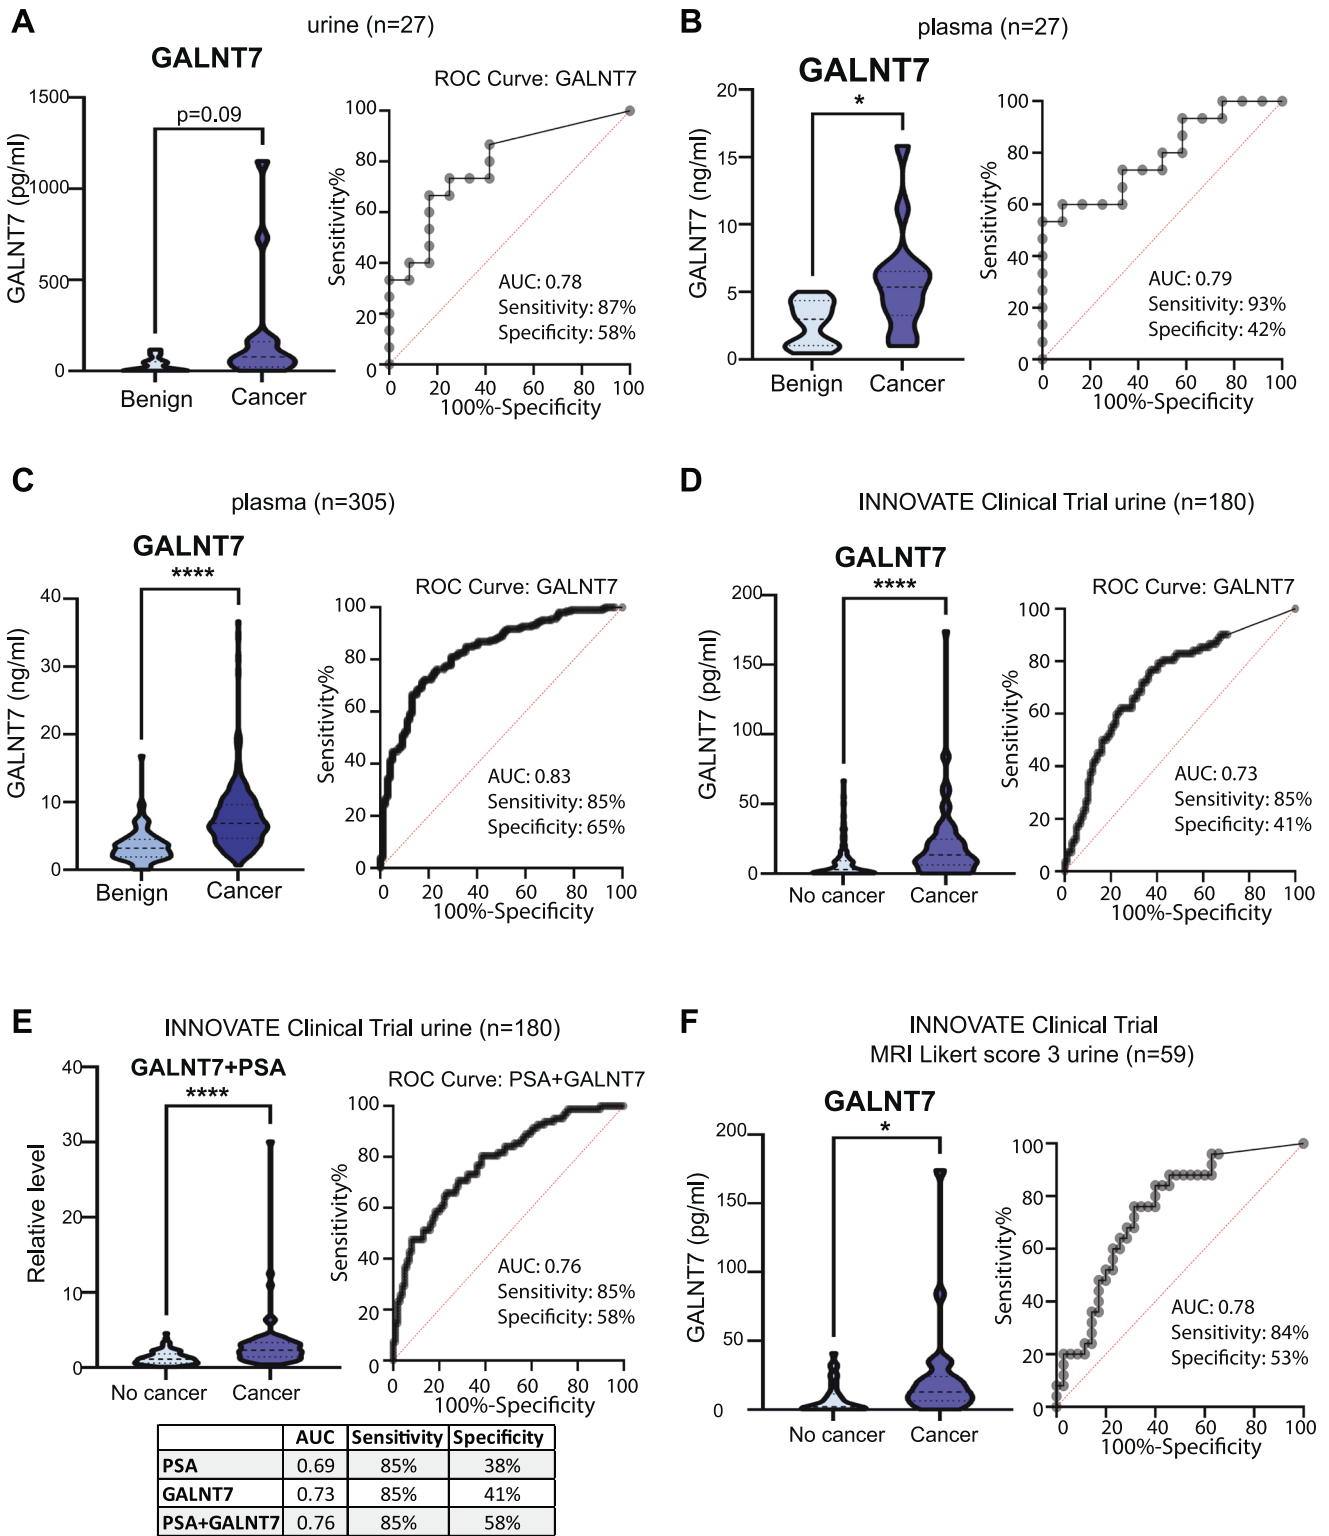 A
urine (n=27)
GALNT7
ROC Curve: GALNT7
GALNT7 (pg/ml)
1500
1000
500
0
p=0.09
Benign
Cancer
Sensitivity%
100
80
60
40
20
0
AUC: 0.78
Sensitivity: 87%
Specificity: 58%
0 20 40 60 80 100
100%-Specificity
B
plasma (n=27)
GALNT7
*
GALNT7 (ng/ml)
20
15
10
5
0
Benign
Cancer
Sensitivity%
100
80
60
40
20
0
AUC: 0.79
Sensitivity: 93%
Specificity: 42%
0 20 40 60 80 100
100%-Specificity
C
plasma (n=305)
GALNT7
****
GALNT7 (ng/ml)
40
30
20
10
0
Benign
Cancer
ROC Curve: GALNT7
Sensitivity%
100
80
60
40
20
0
AUC: 0.83
Sensitivity: 85%
Specificity: 65%
0 20 40 60 80 100
100%-Specificity
D
INNOVATE Clinical Trial urine (n=180)
GALNT7
****
GALNT7 (pg/ml)
200
150
100
50
0
No cancer
Cancer
ROC Curve: GALNT7
Sensitivity%
100
80
60
40
20
0
AUC: 0.73
Sensitivity: 85%
Specificity: 41%
0 20 40 60 80 100
100%-Specificity
E
INNOVATE Clinical Trial urine (n=180)
GALNT7+PSA
****
Relative level
40
30
20
10
0
No cancer
Cancer
ROC Curve: PSA+GALNT7
Sensitivity%
100
80
60
40
20
0
AUC: 0.76
Sensitivity: 85%
Specificity: 58%
0 20 40 60 80 100
100%-Specificity
AUC Sensitivity Specificity
PSA 0.69 85% 38%
GALNT7 0.73 85% 41%
PSA+GALNT7 0.76 85% 58%
F
INNOVATE Clinical Trial
MRI Likert score 3 urine (n=59)
GALNT7
*
GALNT7 (pg/ml)
200
150
100
50
0
No cancer
Cancer
Sensitivity%
100
80
60
40
20
0
AUC: 0.78
Sensitivity: 84%
Specificity: 53%
0 20 40 60 80 100
100%-Specificity